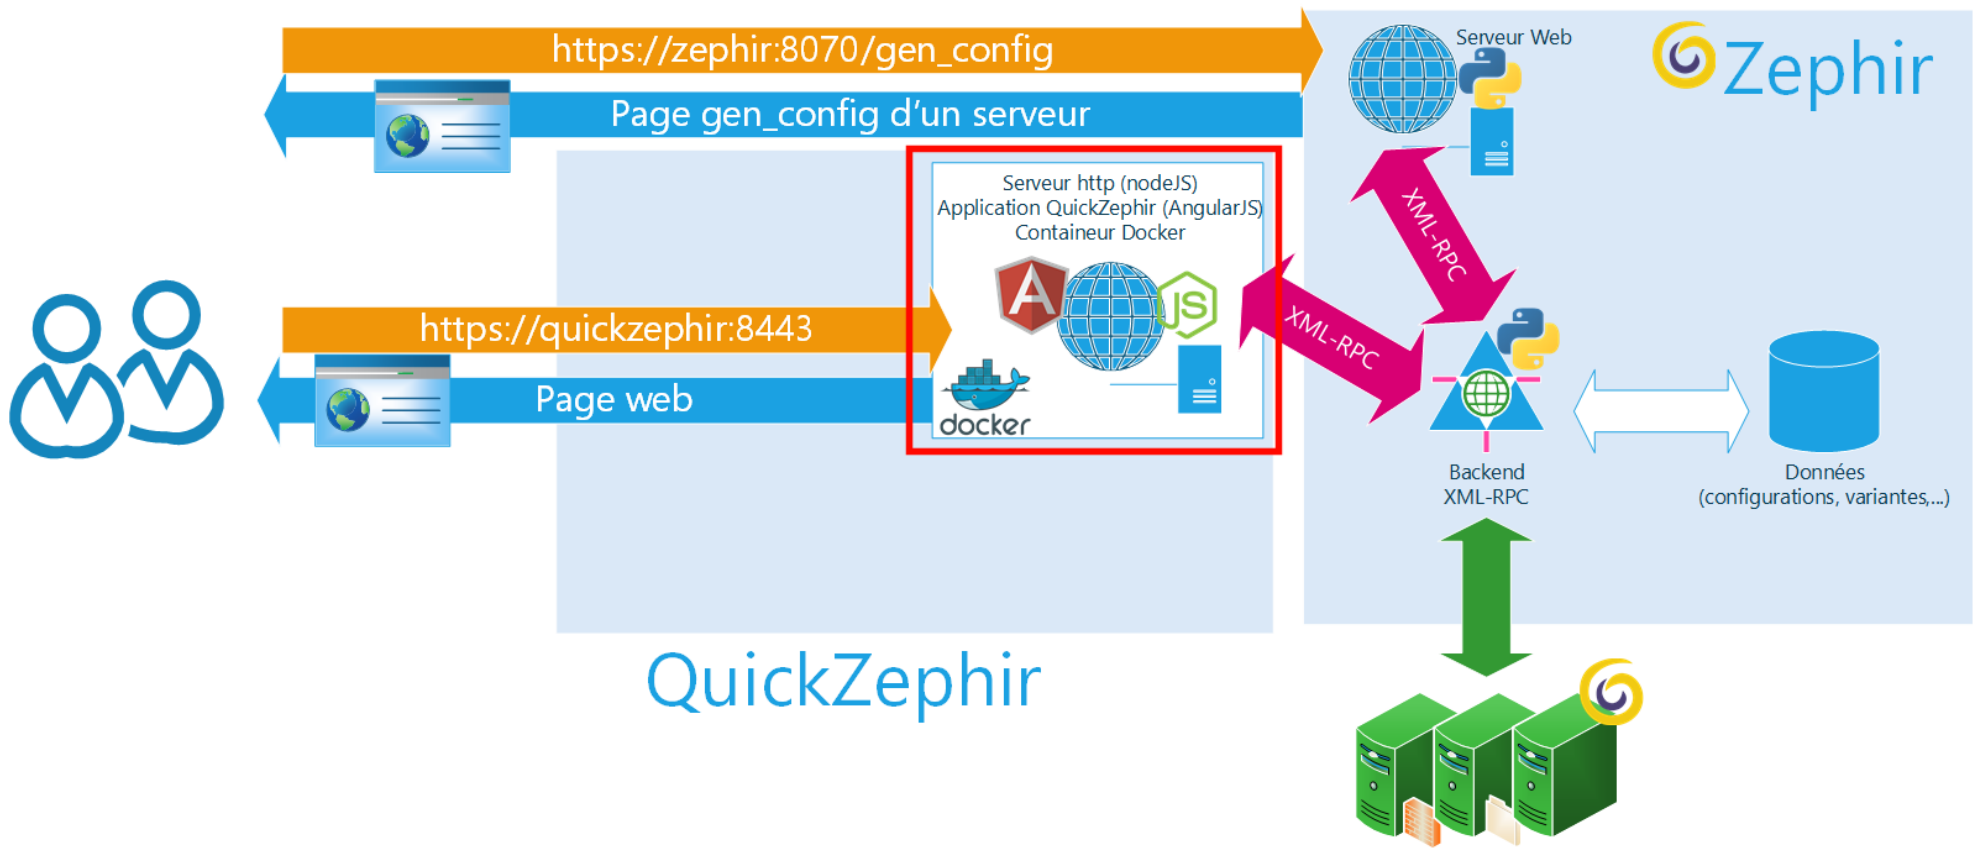 https://zephir:8070/gen_config
Page gen_config d'un serveur
Serveur Web
Zephir
Serveur http (nodeJS)
Application QuickZephir (AngularJS)
Containeur Docker
A
JS
docker
https://quickzephir:8443
Page web
XML-RPC
XML-RPC
Backend
XML-RPC
Données
(configurations, variantes,...)
QuickZephir